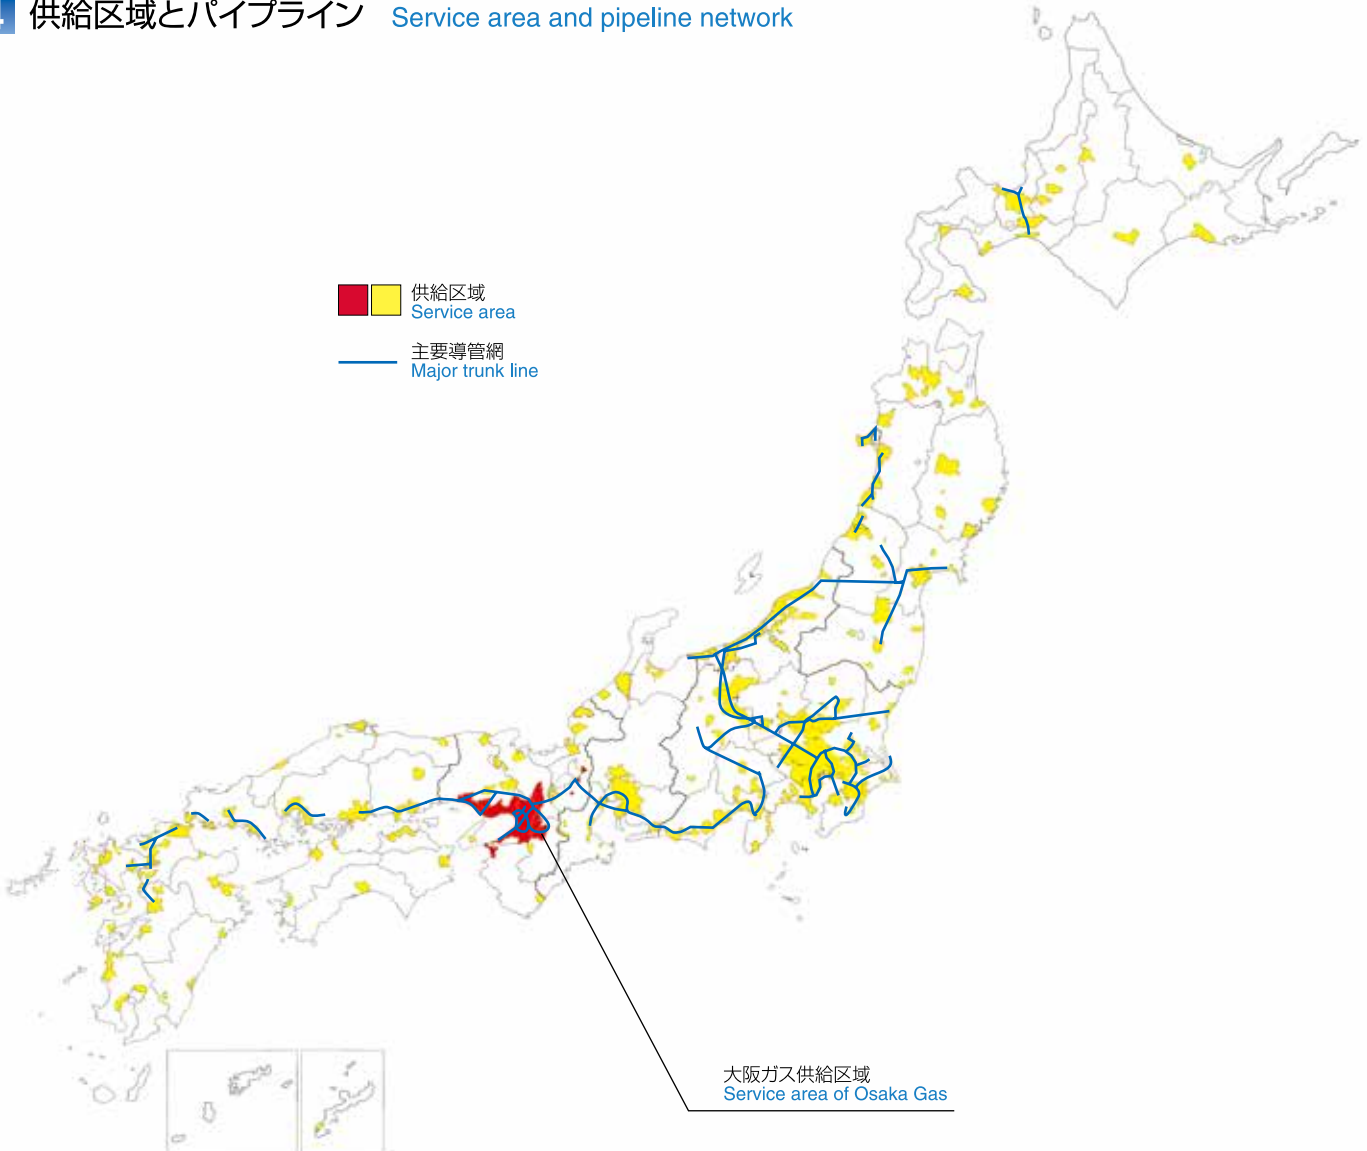 供給区域とパイプライン Service area and pipeline network
供給区域
Service area
主要導管網
Major trunk line
大阪ガス供給区域
Service area of Osaka Gas